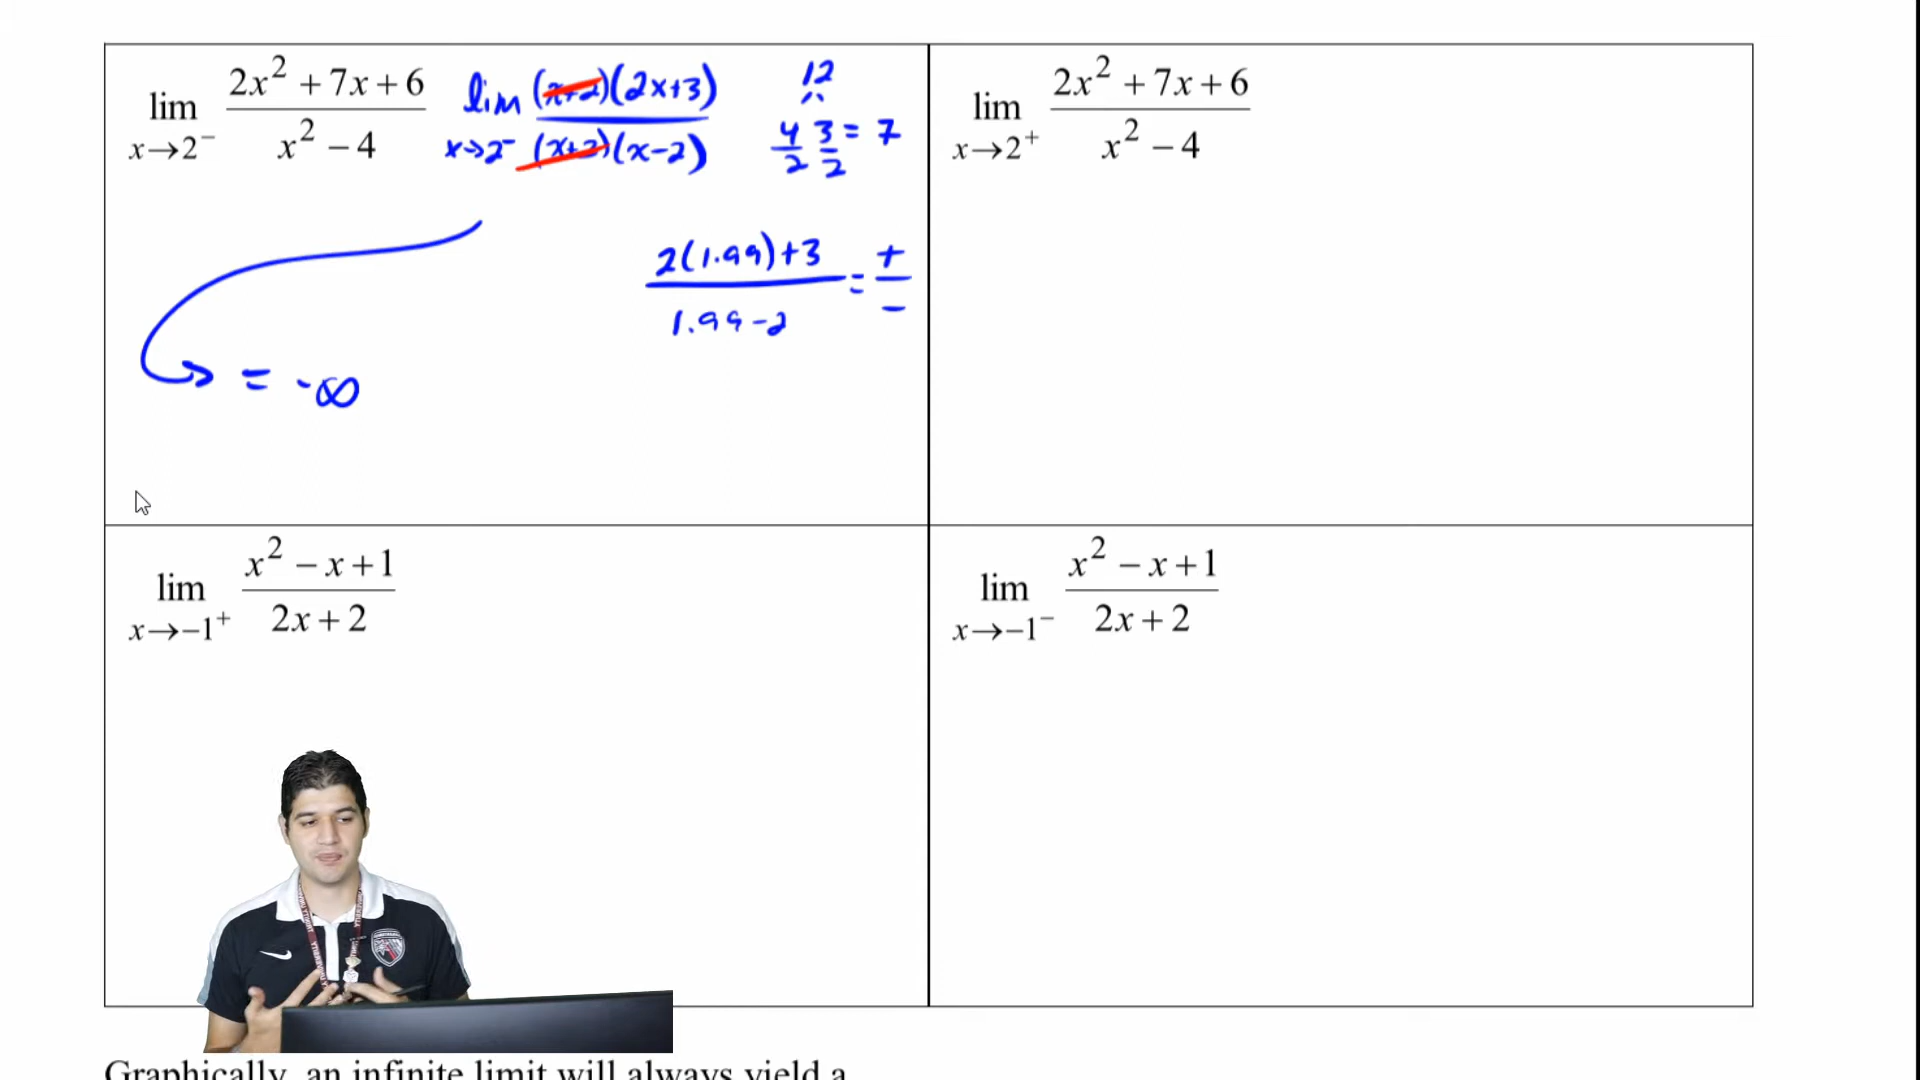 lim x→2⁻ (2x² + 7x + 6)/(x² − 4)
lim x→2⁻ (x+2)(2x+3)/(x+2)(x−2)
12
4/2 3/2 = 7
(2(1.99)+3)/(1.99−2) = +/−
= -∞
lim x→2⁺ (2x² + 7x + 6)/(x² − 4)
lim x→−1⁺ (x² − x + 1)/(2x + 2)
lim x→−1⁻ (x² − x + 1)/(2x + 2)
Graphically, an infinite limit will always yield a